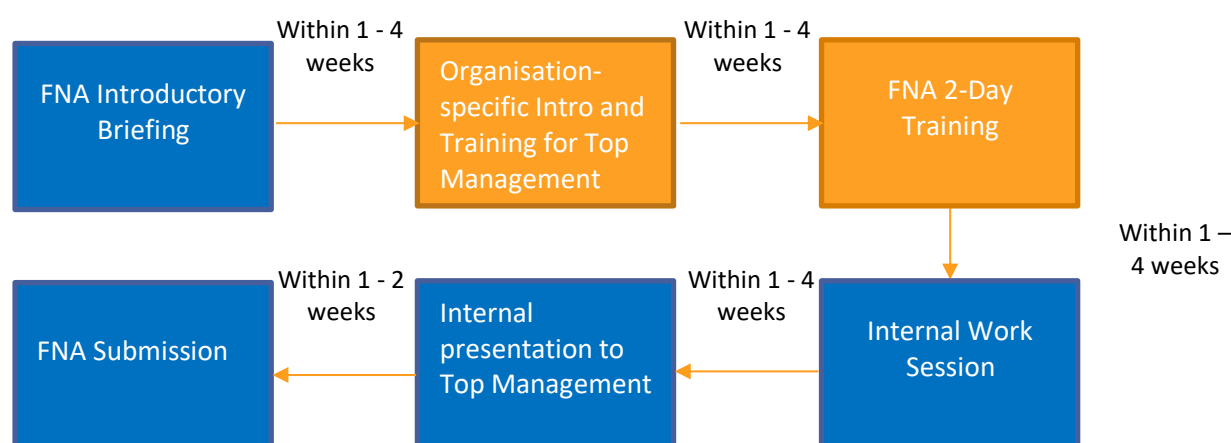 FNA Introductory
Briefing
Within 1 - 4
weeks
Organisation-
specific Intro and
Training for Top
Management
Within 1 - 4
weeks
FNA 2-Day
Training
Within 1 –
4 weeks
Internal Work
Session
Within 1 - 4
weeks
Internal
presentation to
Top Management
Within 1 - 2
weeks
FNA Submission